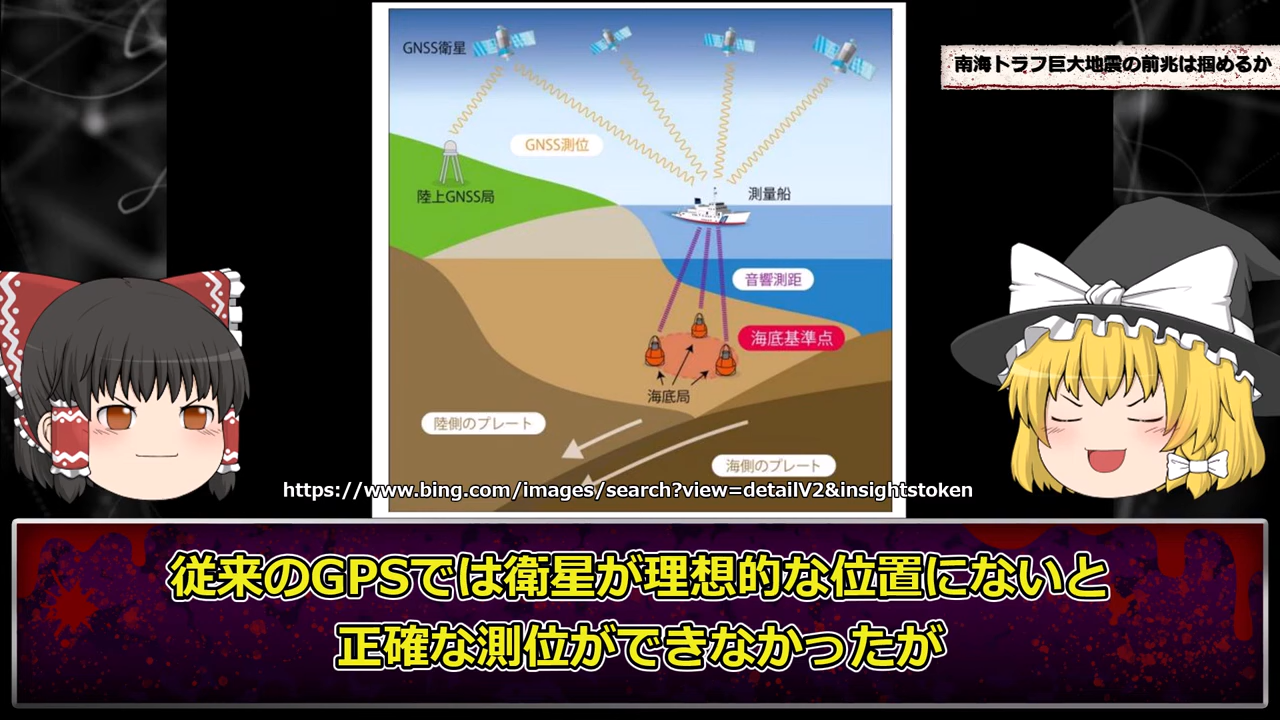 GNSS衛星
南海トラフ巨大地震の前兆は掴めるか
GNSS測位
陸上GNSS局
測量船
音響測距
海底基準点
海底局
陸側のプレート
海側のプレート
https://www.bing.com/images/search?view=detailV2&insightstoken
従来のGPSでは衛星が理想的な位置にないと
正確な測位ができなかったが